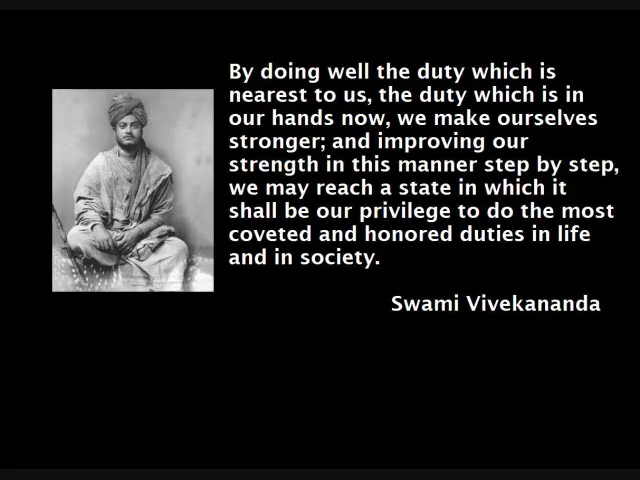 By doing well the duty which is
nearest to us, the duty which is in
our hands now, we make ourselves
stronger; and improving our
strength in this manner step by step,
we may reach a state in which it
shall be our privilege to do the most
coveted and honored duties in life
and in society.
Swami Vivekananda